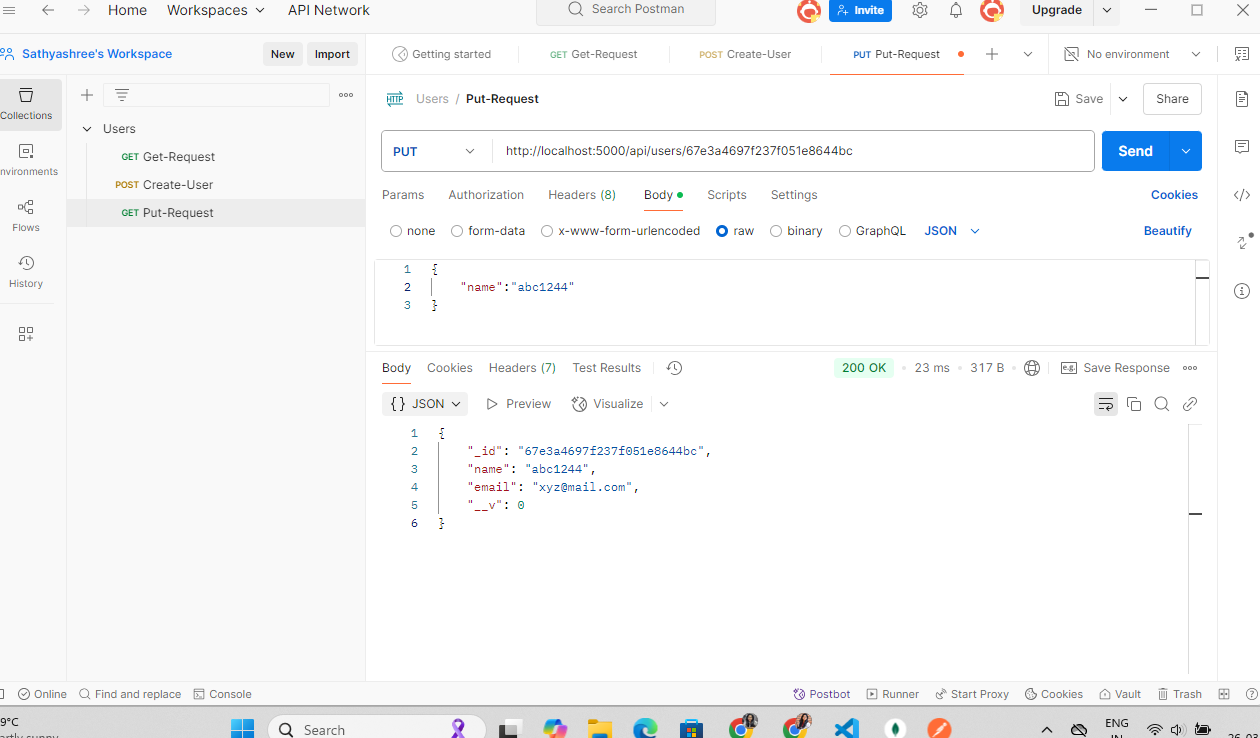 Home Workspaces API Network Search Postman Invite Upgrade
Sathyashree's Workspace New Import Getting started GET Get-Request POST Create-User PUT Put-Request No environment
Collections
HTTP Users / Put-Request Save Share
Users
PUT http://localhost:5000/api/users/67e3a4697f237f051e8644bc Send
GET Get-Request
nvironments
POST Create-User
Params Authorization Headers (8) Body Scripts Settings Cookies
GET Put-Request
Flows
none form-data x-www-form-urlencoded raw binary GraphQL JSON Beautify
History
1 {
2 "name":"abc1244"
3 }
Body Cookies Headers (7) Test Results 200 OK 23 ms 317 B e.g. Save Response
{} JSON Preview Visualize
1 {
2 "_id": "67e3a4697f237f051e8644bc",
3 "name": "abc1244",
4 "email": "xyz@mail.com",
5 "__v": 0
6 }
Online Find and replace Console Postbot Runner Start Proxy Cookies Vault Trash
9°C
Search
ENG
IN